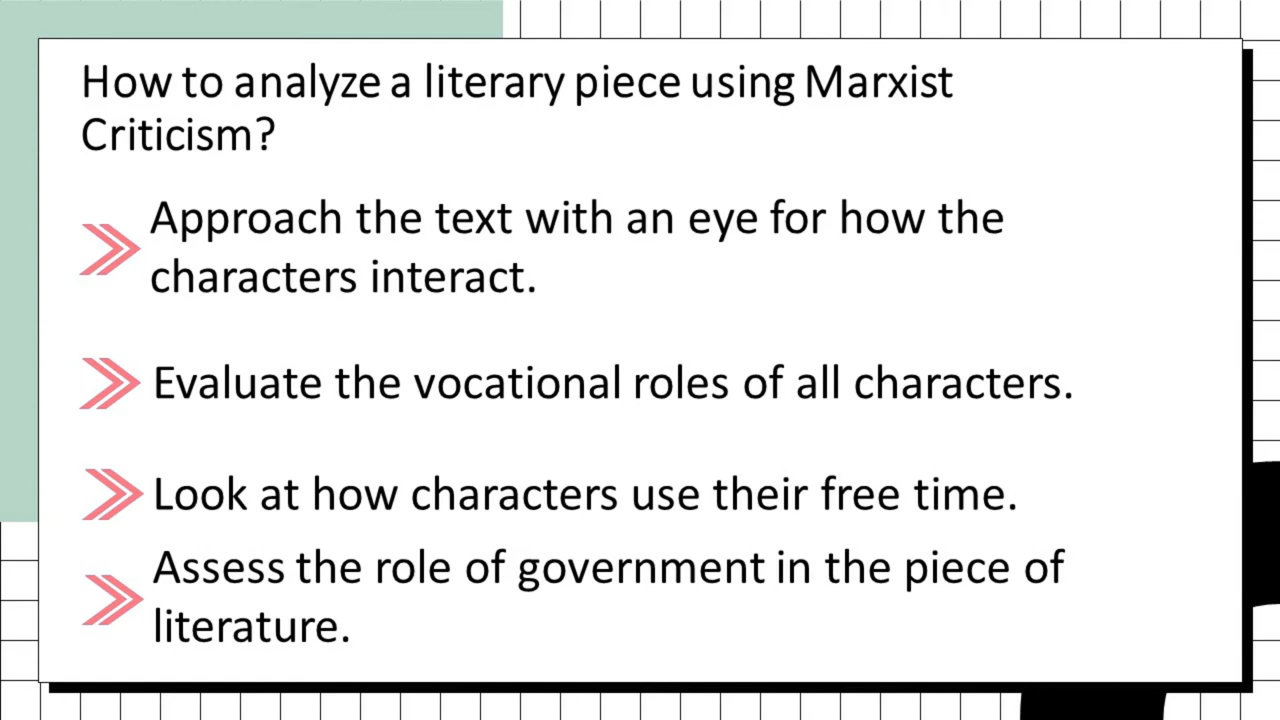 How to analyze a literary piece using Marxist
Criticism?
Approach the text with an eye for how the
characters interact.
Evaluate the vocational roles of all characters.
Look at how characters use their free time.
Assess the role of government in the piece of
literature.